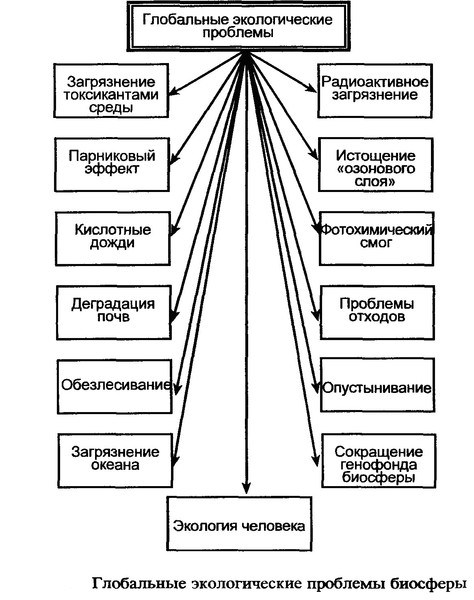 Глобальные экологические
проблемы
Загрязнение
токсикантами
среды
Радиоактивное
загрязнение
Парниковый
эффект
Истощение
«озонового
слоя»
Кислотные
дожди
Фотохимический
смог
Деградация
почв
Проблемы
отходов
Обезлесивание
Опустынивание
Загрязнение
океана
Сокращение
генофонда
биосферы
Экология человека
Глобальные экологические проблемы биосферы